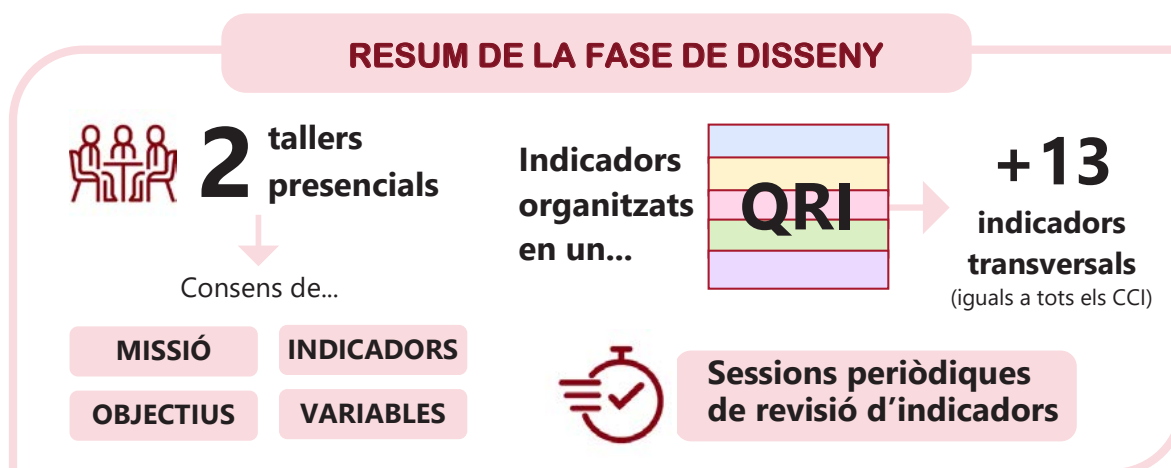 RESUM DE LA FASE DE DISSENY
2
tallers
presencials
Consens de...
MISSIÓ
INDICADORS
OBJECTIUS
VARIABLES
Indicadors
organitzats
en un...
QRI
+13
indicadors
transversals
(iguals a tots els CCI)
Sessions periòdiques
de revisió d’indicadors